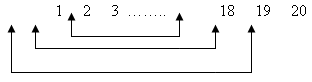 1 2 3 ........ 18 19 20